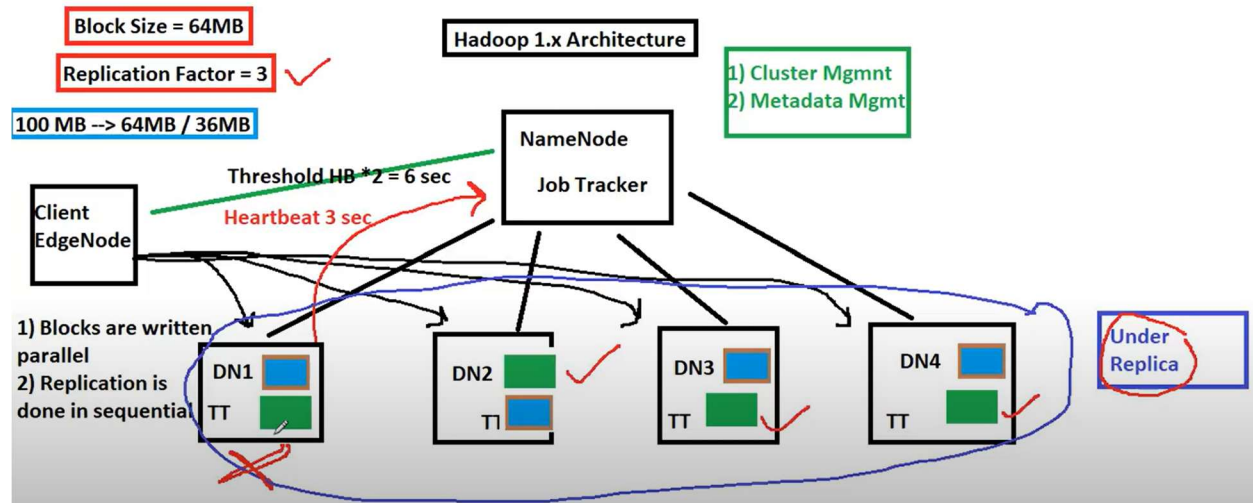 Block Size = 64MB
Hadoop 1.x Architecture
Replication Factor = 3
1) Cluster Mgmnt
2) Metadata Mgmt
100 MB --> 64MB / 36MB
NameNode
Job Tracker
Threshold HB *2 = 6 sec
Heartbeat 3 sec
Client
EdgeNode
1) Blocks are written
parallel
2) Replication is
done in sequential
DN1
TT
DN2
TT
DN3
TT
DN4
TT
Under
Replica